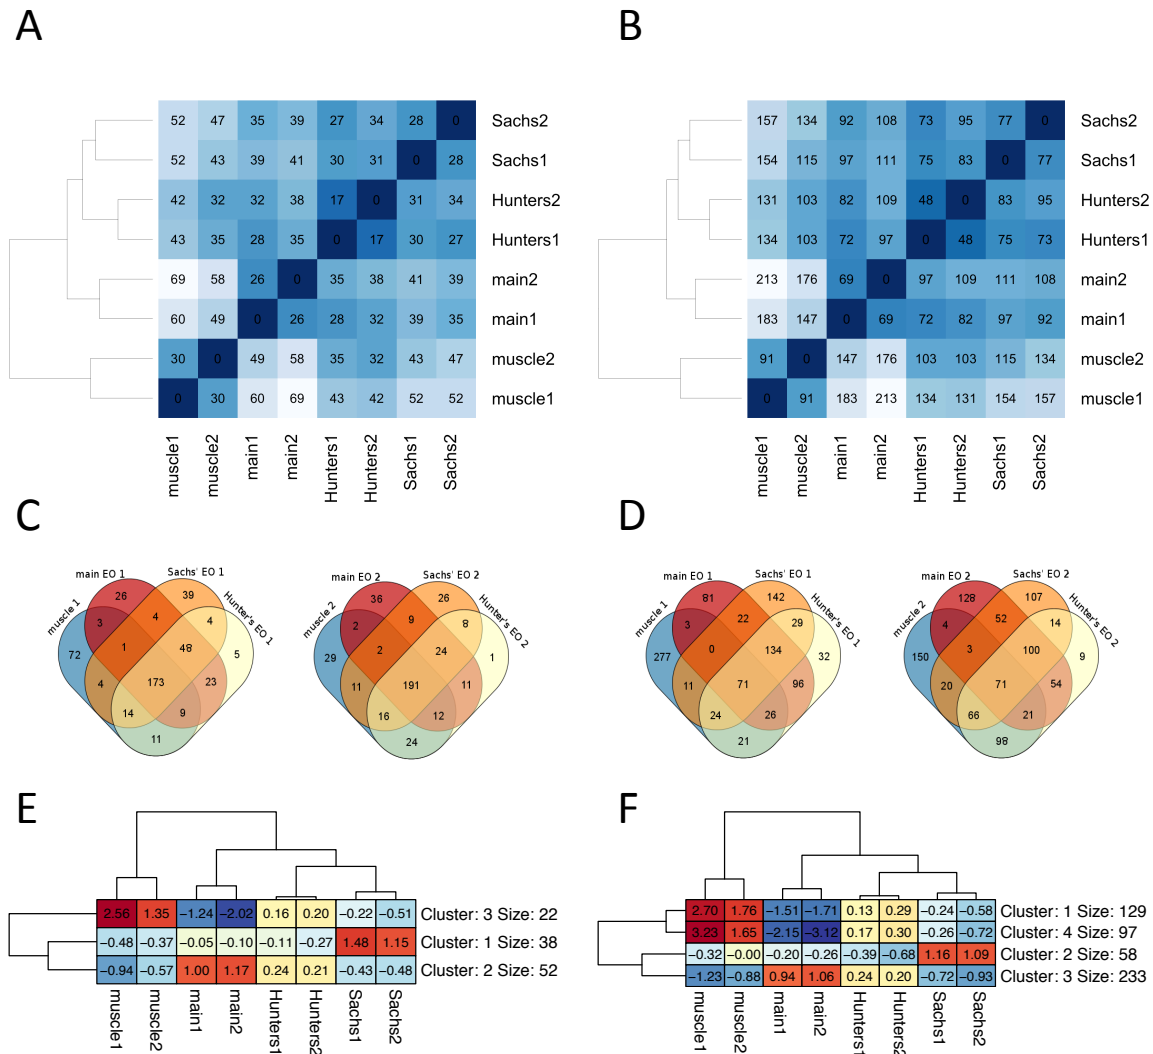 A
B
52 47 35 39 27 34 28 0 Sachs2
52 43 39 41 30 31 0 28 Sachs1
42 32 32 38 17 0 31 34 Hunters2
43 35 28 35 0 17 30 27 Hunters1
69 58 26 0 35 38 41 39 main2
60 49 0 26 28 32 39 35 main1
30 0 49 58 35 32 43 47 muscle2
0 30 60 69 43 42 52 52 muscle1
muscle1 muscle2 main1 main2 Hunters1 Hunters2 Sachs1 Sachs2
157 134 92 108 73 95 77 0 Sachs2
154 115 97 111 75 83 0 77 Sachs1
131 103 82 109 48 0 83 95 Hunters2
134 103 72 97 0 48 75 73 Hunters1
213 176 69 0 97 109 111 108 main2
183 147 0 69 72 82 97 92 main1
91 0 147 176 103 103 115 134 muscle2
0 91 183 213 134 131 154 157 muscle1
muscle1 muscle2 main1 main2 Hunters1 Hunters2 Sachs1 Sachs2
C
muscle 1
main EO 1
Sachs' EO 1
Hunter's EO 1
26 39
3 4 4
72 1 48 5
4 173 23
14 9
11
muscle 2
main EO 2
Sachs' EO 2
Hunter's EO 2
36 26
2 9 8
29 2 24 1
11 191 11
16 12
24
D
muscle 1
main EO 1
Sachs' EO 1
Hunter's EO 1
81 142
3 22 29
277 0 134 32
11 71 96
24 26
21
muscle 2
main EO 2
Sachs' EO 2
Hunter's EO 2
128 107
4 52 14
150 3 100 9
20 71 54
66 21
98
E
2.56 1.35 −1.24 −2.02 0.16 0.20 −0.22 −0.51 Cluster: 3 Size: 22
−0.48 −0.37 −0.05 −0.10 −0.11 −0.27 1.48 1.15 Cluster: 1 Size: 38
−0.94 −0.57 1.00 1.17 0.24 0.21 −0.43 −0.48 Cluster: 2 Size: 52
muscle1 muscle2 main1 main2 Hunters1 Hunters2 Sachs1 Sachs2
F
2.70 1.76 −1.51 −1.71 0.13 0.29 −0.24 −0.58 Cluster: 1 Size: 129
3.23 1.65 −2.15 −3.12 0.17 0.30 −0.26 −0.72 Cluster: 4 Size: 97
−0.32 −0.00 −0.20 −0.26 −0.39 −0.68 1.16 1.09 Cluster: 2 Size: 58
−1.23 −0.88 0.94 1.06 0.24 0.20 −0.72 −0.93 Cluster: 3 Size: 233
muscle1 muscle2 main1 main2 Hunters1 Hunters2 Sachs1 Sachs2